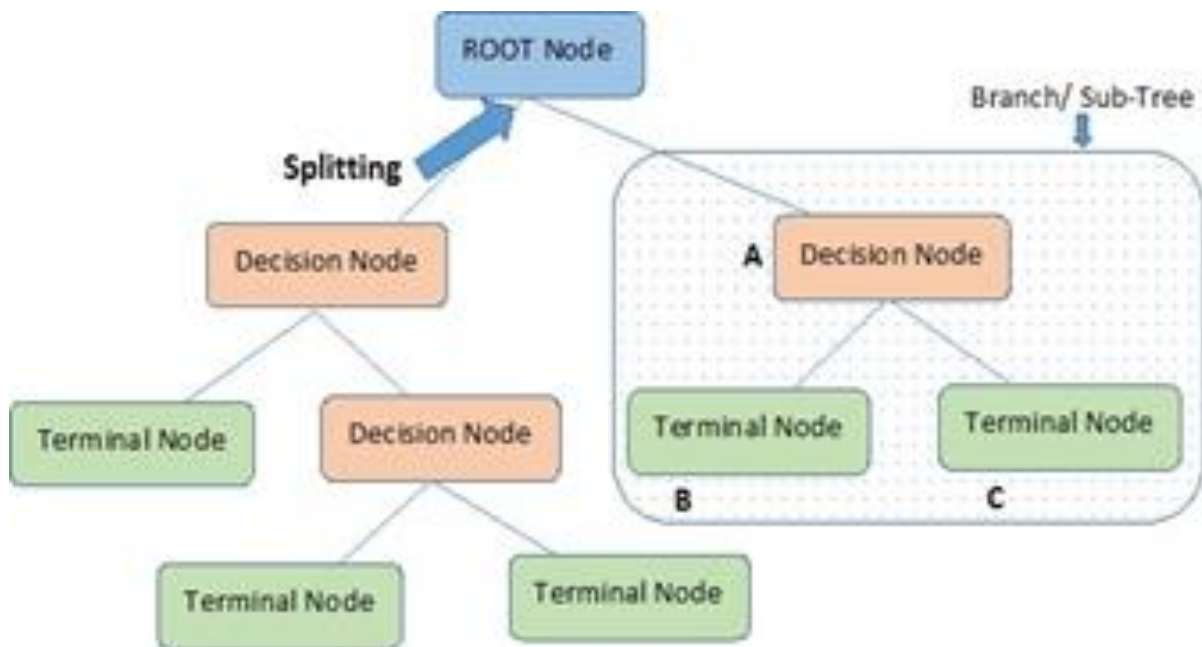 ROOT Node
Branch/ Sub-Tree
Splitting
Decision Node
A Decision Node
Terminal Node
Decision Node
Terminal Node
Terminal Node
B
C
Terminal Node
Terminal Node